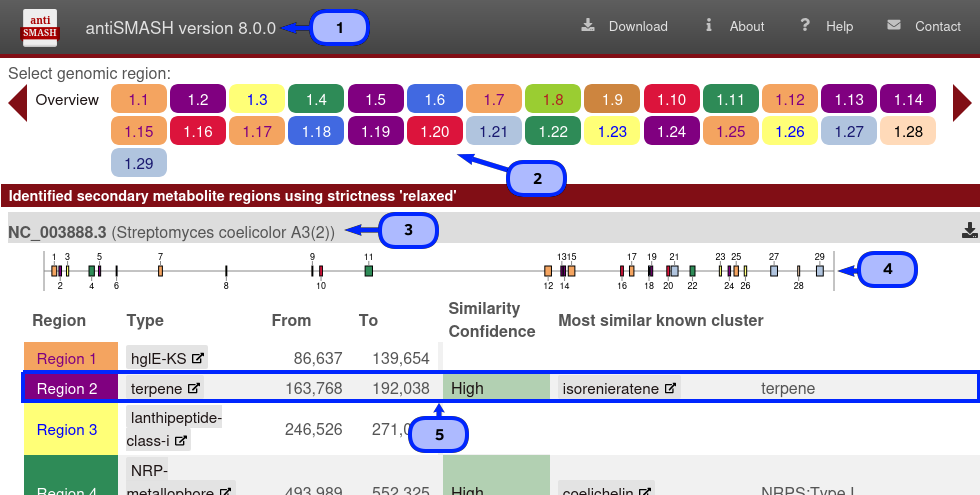 anti
SMASH
antiSMASH version 8.0.0
1
Download
About
Help
Contact
Select genomic region:
Overview
1.1 1.2 1.3 1.4 1.5 1.6 1.7 1.8 1.9 1.10 1.11 1.12 1.13 1.14
1.15 1.16 1.17 1.18 1.19 1.20 1.21 1.22 1.23 1.24 1.25 1.26 1.27 1.28
1.29
2
Identified secondary metabolite regions using strictness 'relaxed'
NC_003888.3 (Streptomyces coelicolor A3(2))
3
1 3 5 7 9 11 13 15 17 19 21 23 25 27 29
4
2 4 6 8 10 12 14 16 18 20 22 24 26 28
Region Type From To Similarity Confidence Most similar known cluster
Region 1 hglE-KS 86,637 139,654
Region 2 terpene 163,768 192,038 High isorenieratene terpene
Region 3 lanthipeptide-class-i 246,526
5
Region 4 NRP-metallophore 493,989 552,325 High coelichelin NRPS:Type I